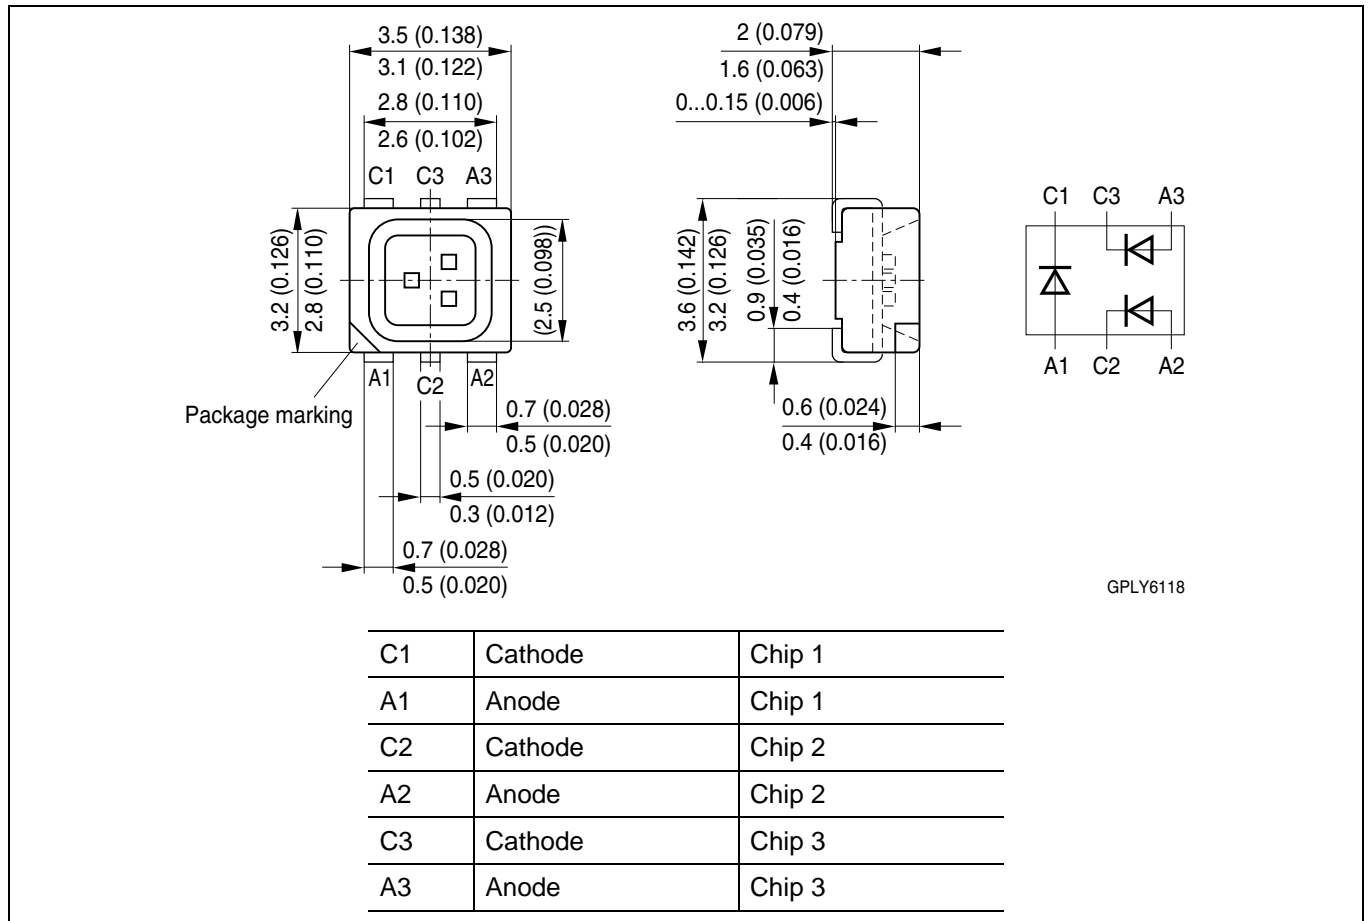 3.5 (0.138)
3.1 (0.122)
2.8 (0.110)
2.6 (0.102)
C1 C3 A3
3.2 (0.126)
2.8 (0.110)
(2.5 (0.098))
A1 C2 A2
Package marking
0.7 (0.028)
0.5 (0.020)
0.5 (0.020)
0.3 (0.012)
0.7 (0.028)
0.5 (0.020)
2 (0.079)
1.6 (0.063)
0...0.15 (0.006)
3.6 (0.142)
3.2 (0.126)
0.9 (0.035)
0.4 (0.016)
0.6 (0.024)
0.4 (0.016)
C1 C3 A3
A1 C2 A2
GPLY6118
C1 Cathode Chip 1
A1 Anode Chip 1
C2 Cathode Chip 2
A2 Anode Chip 2
C3 Cathode Chip 3
A3 Anode Chip 3